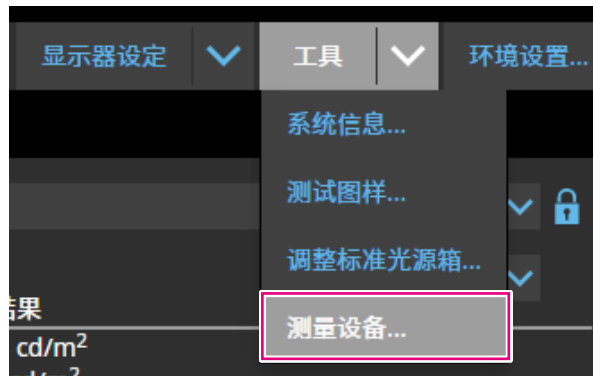 显示器设定
工具
环境设置...
系统信息...
测试图样...
调整标准光源箱...
测量设备...
结果
cd/m²